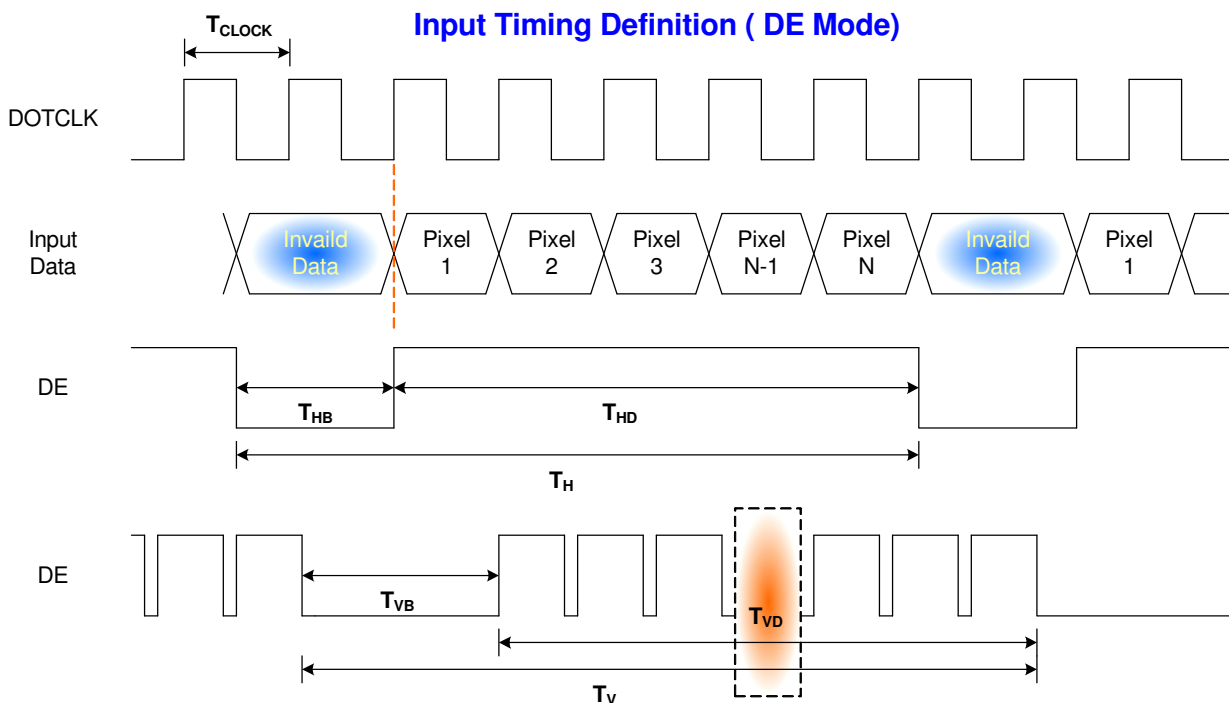 Input Timing Definition ( DE Mode)
TCLOCK
DOTCLK
Input
Data
Invaild
Data
Pixel
1
Pixel
2
Pixel
3
Pixel
N-1
Pixel
N
Invaild
Data
Pixel
1
DE
THB
THD
TH
DE
TVB
TVD
TV